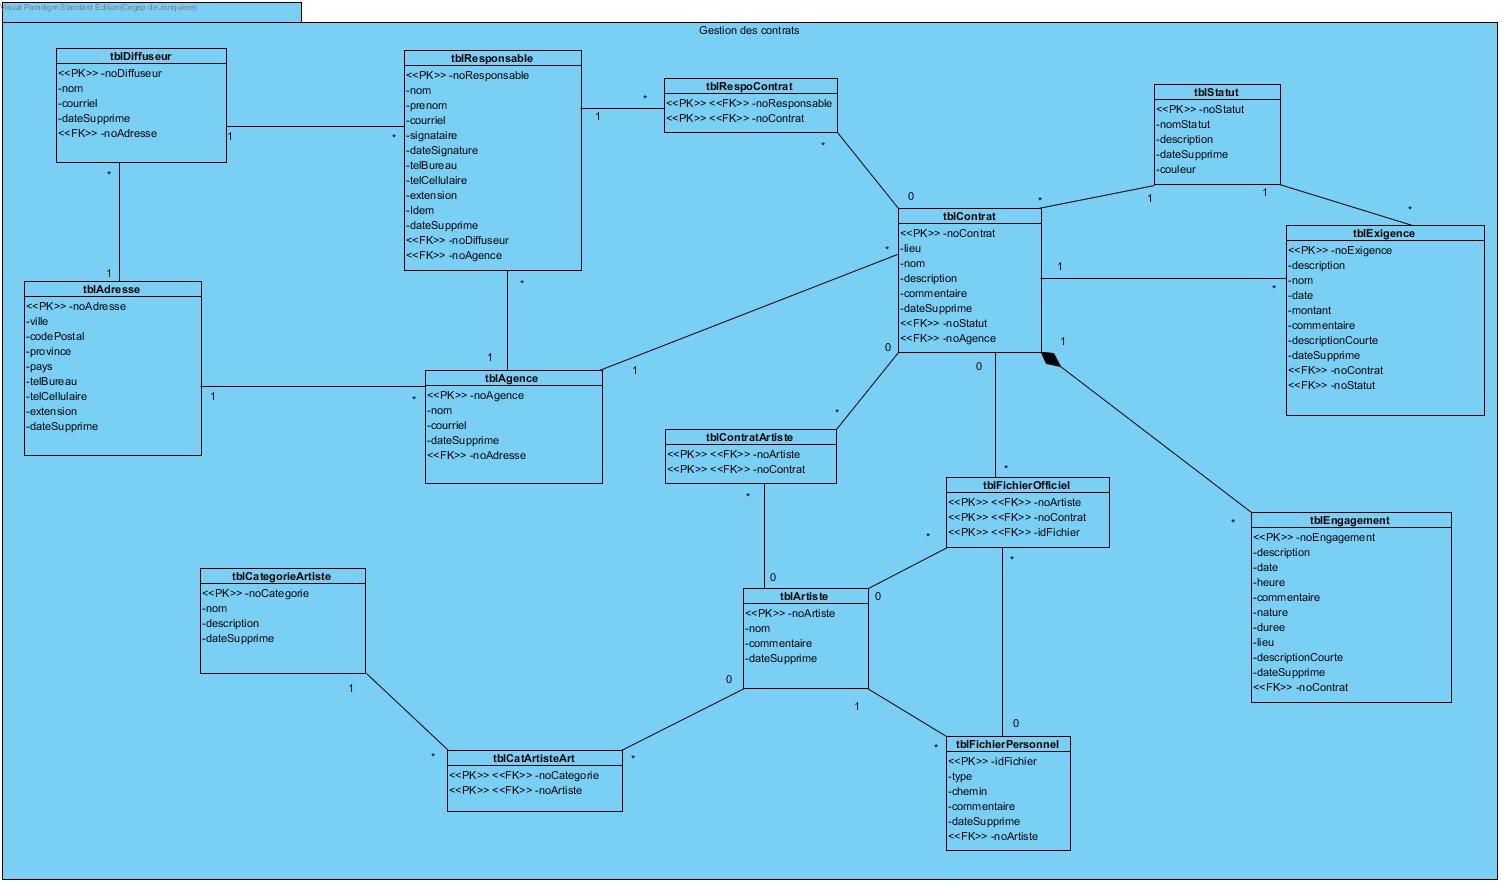 Visual Paradigm Standard Edition(Cegep de Jonquiere)
Gestion des contrats
tblDiffuseur
<<PK>> -noDiffuseur
-nom
-courriel
-dateSupprime
<<FK>> -noAdresse
1
*
*
1
tblResponsable
<<PK>> -noResponsable
-nom
-prenom
-courriel
-signataire
-dateSignature
-telBureau
-telCellulaire
-extension
-Idem
-dateSupprime
<<FK>> -noDiffuseur
<<FK>> -noAgence
1
*
*
1
tblRespoContrat
<<PK>> <<FK>> -noResponsable
<<PK>> <<FK>> -noContrat
*
0
tblStatut
<<PK>> -noStatut
-nomStatut
-description
-dateSupprime
-couleur
1
*
1
*
tblContrat
<<PK>> -noContrat
-lieu
-nom
-description
-commentaire
-dateSupprime
<<FK>> -noStatut
<<FK>> -noAgence
*
1
1
*
0
*
0
*
1
*
tblExigence
<<PK>> -noExigence
-description
-nom
-date
-montant
-commentaire
-descriptionCourte
-dateSupprime
<<FK>> -noContrat
<<FK>> -noStatut
tblAdresse
<<PK>> -noAdresse
-ville
-codePostal
-province
-pays
-telBureau
-telCellulaire
-extension
-dateSupprime
1
*
tblAgence
<<PK>> -noAgence
-nom
-courriel
-dateSupprime
<<FK>> -noAdresse
tblContratArtiste
<<PK>> <<FK>> -noArtiste
<<PK>> <<FK>> -noContrat
*
0
tblFichierOfficiel
<<PK>> <<FK>> -noArtiste
<<PK>> <<FK>> -noContrat
<<PK>> <<FK>> -idFichier
*
0
*
0
tblEngagement
<<PK>> -noEngagement
-description
-date
-heure
-commentaire
-nature
-duree
-lieu
-descriptionCourte
-dateSupprime
<<FK>> -noContrat
tblCategorieArtiste
<<PK>> -noCategorie
-nom
-description
-dateSupprime
1
*
tblArtiste
<<PK>> -noArtiste
-nom
-commentaire
-dateSupprime
0
*
1
*
tblCatArtisteArt
<<PK>> <<FK>> -noCategorie
<<PK>> <<FK>> -noArtiste
tblFichierPersonnel
<<PK>> -idFichier
-type
-chemin
-commentaire
-dateSupprime
<<FK>> -noArtiste